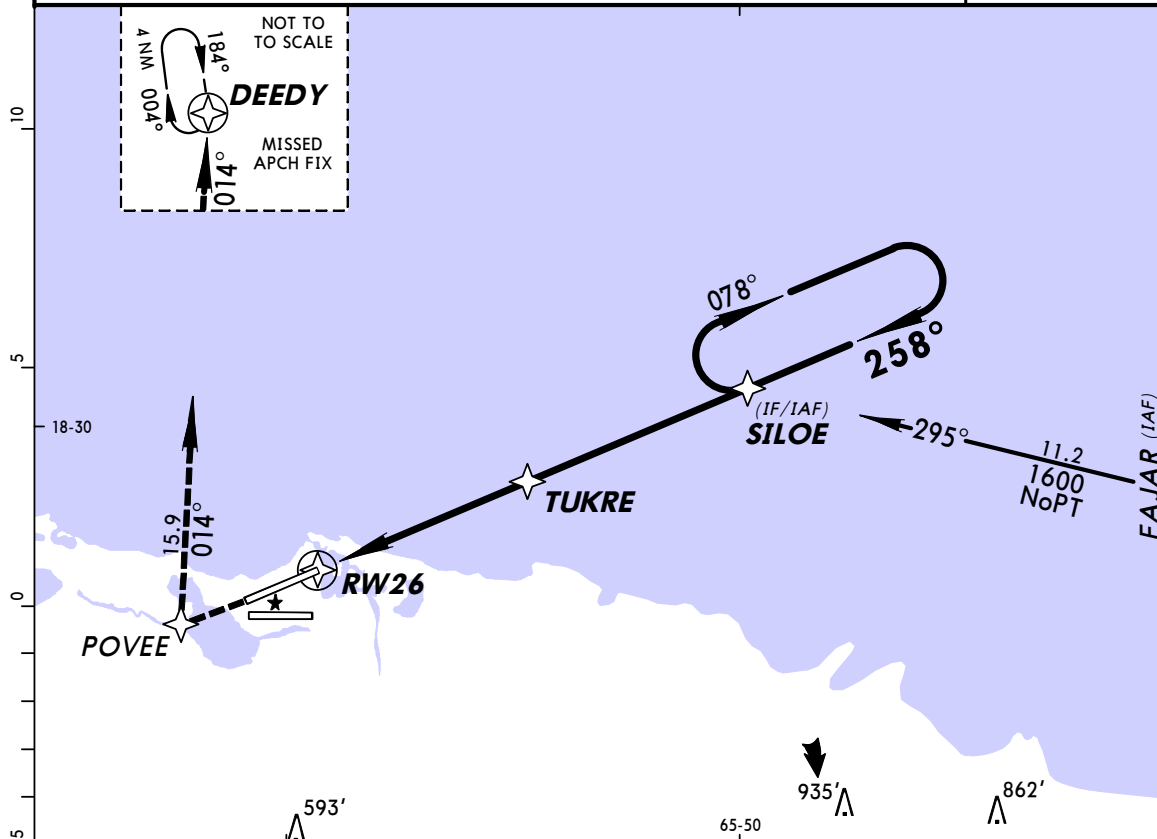 NOT TO
TO SCALE
184°
4 NM 004°
DEEDY
MISSED
APCH FIX
014°
10
078°
258°
5
18-30
(IF/IAF)
SILOE
295°
11.2
1600
NoPT
FAJAR (IAF)
TUKRE
15.9
014°
RW26
0
POVEE
935'
862'
593'
65-50
5